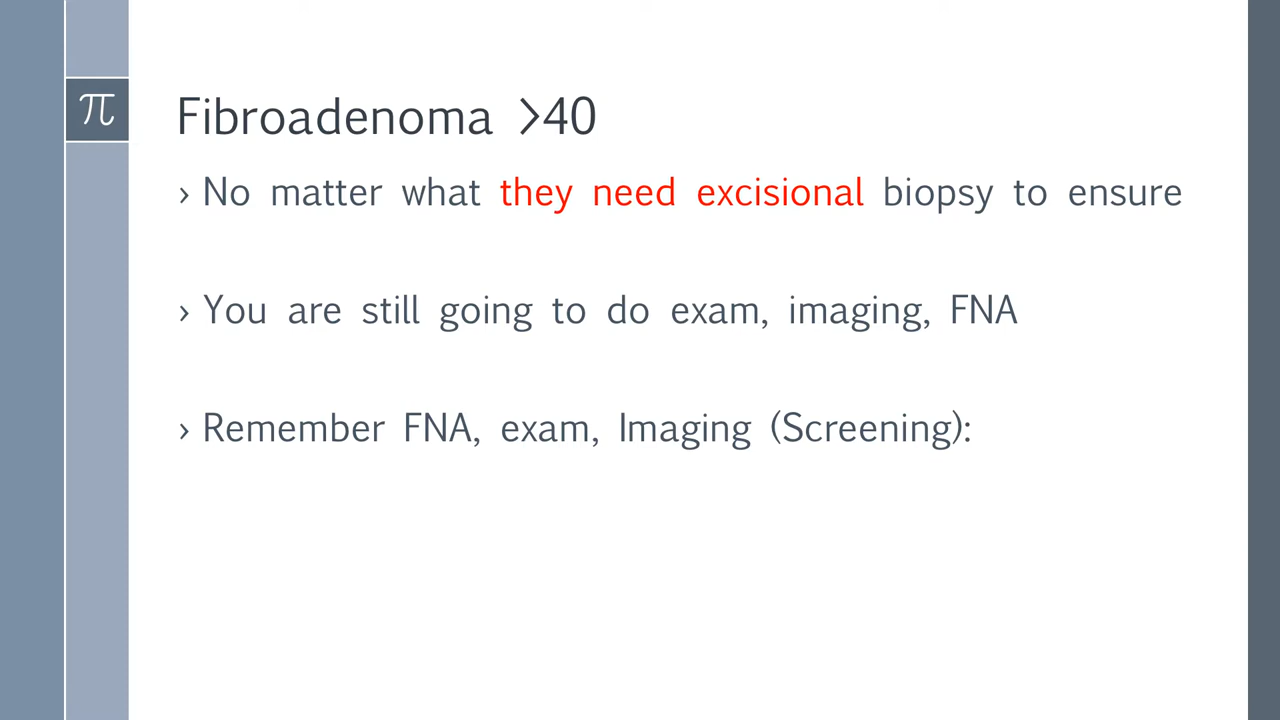 π
Fibroadenoma >40
› No matter what they need excisional biopsy to ensure
› You are still going to do exam, imaging, FNA
› Remember FNA, exam, Imaging (Screening):